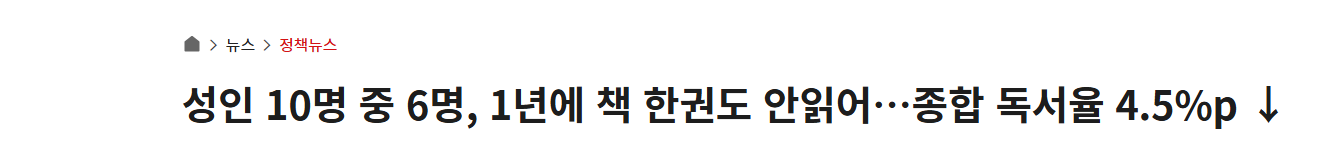 뉴스 > 정책뉴스
성인 10명 중 6명, 1년에 책 한권도 안읽어…종합 독서율 4.5%p ↓